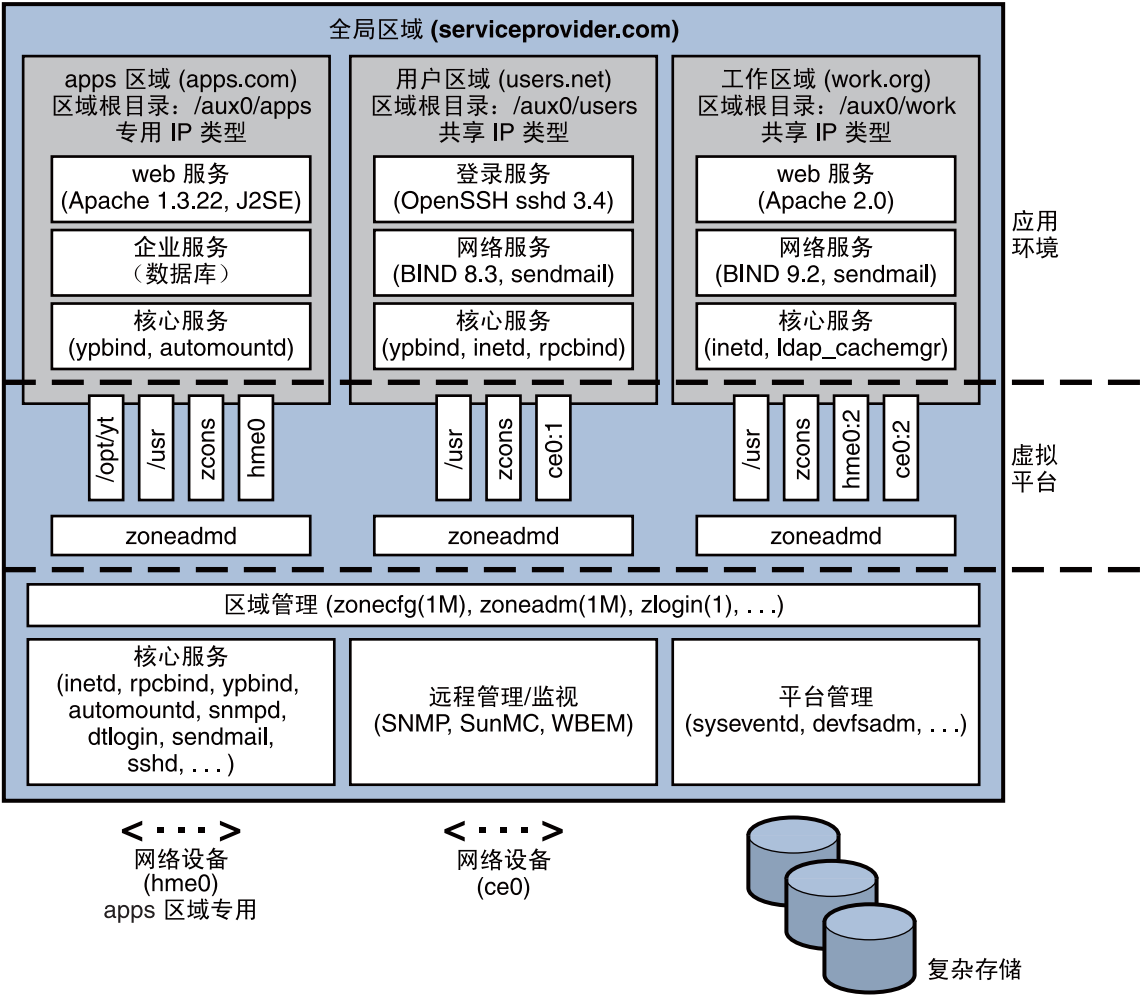 全局区域 (serviceprovider.com)
apps 区域 (apps.com)
区域根目录：/aux0/apps
专用 IP 类型
web 服务
(Apache 1.3.22, J2SE)
企业服务
（数据库）
核心服务
(ypbind, automountd)
用户区域 (users.net)
区域根目录：/aux0/users
共享 IP 类型
登录服务
(OpenSSH sshd 3.4)
网络服务
(BIND 8.3, sendmail)
核心服务
(ypbind, inetd, rpcbind)
工作区域 (work.org)
区域根目录：/aux0/work
共享 IP 类型
web 服务
(Apache 2.0)
网络服务
(BIND 9.2, sendmail)
核心服务
(inetd, ldap_cachemgr)
应用
环境
/opt/yt
/usr
zcons
hme0
zoneadmd
/usr
zcons
ce0:1
zoneadmd
/usr
zcons
hme0:2
ce0:2
zoneadmd
虚拟
平台
区域管理 (zonecfg(1M), zoneadm(1M), zlogin(1), . . .)
核心服务
(inetd, rpcbind, ypbind,
automountd, snmpd,
dtlogin, sendmail,
sshd, . . . )
远程管理/监视
(SNMP, SunMC, WBEM)
平台管理
(syseventd, devfsadm, . . .)
网络设备
(hme0)
apps 区域专用
网络设备
(ce0)
复杂存储